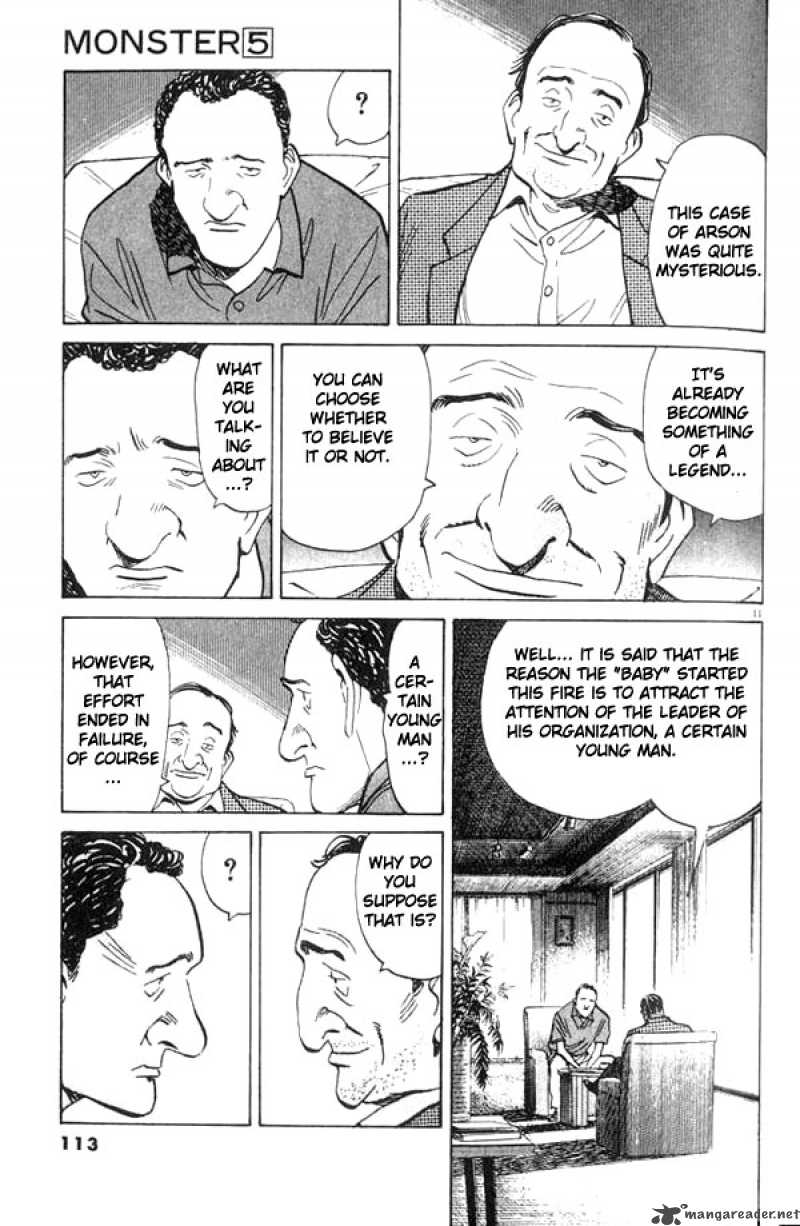 MONSTER 5
THIS CASE
OF ARSON
WAS QUITE
MYSTERIOUS.
?
IT'S
ALREADY
BECOMING
SOMETHING
OF A
LEGEND...
YOU CAN
CHOOSE
WHETHER
TO BELIEVE
IT OR NOT.
WHAT
ARE
YOU
TALK-
ING
ABOUT
...?
11
WELL... IT IS SAID THAT THE
REASON THE "BABY" STARTED
THIS FIRE IS TO ATTRACT THE
ATTENTION OF THE LEADER OF
HIS ORGANIZATION, A CERTAIN
YOUNG MAN.
A
CER-
TAIN
YOUNG
MAN
...?
HOWEVER,
THAT
EFFORT
ENDED IN
FAILURE,
OF COURSE
...
WHY DO
YOU
SUPPOSE
THAT IS?
?
113
mangareader.net